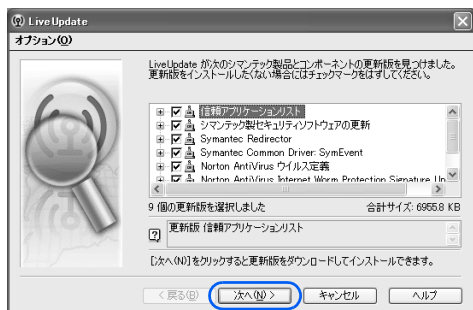 LiveUpdate
オプション(O)
LiveUpdate が次のシマンテック製品とコンポーネントの更新版を見つけました。
更新版をインストールしたくない場合にはチェックマークをはずしてください。
信頼アプリケーションリスト
シマンテック製セキュリティソフトウェアの更新
Symantec Redirector
Symantec Common Driver: SymEvent
Norton AntiVirus ウイルス定義
Norton AntiVirus Internet Worm Protection Signature Up
9 個の更新版を選択しました 合計サイズ: 6955.8 KB
更新版 信頼アプリケーションリスト
[次へ(N)]をクリックすると更新版をダウンロードしてインストールできます。
< 戻る(B) 次へ(N) > キャンセル ヘルプ